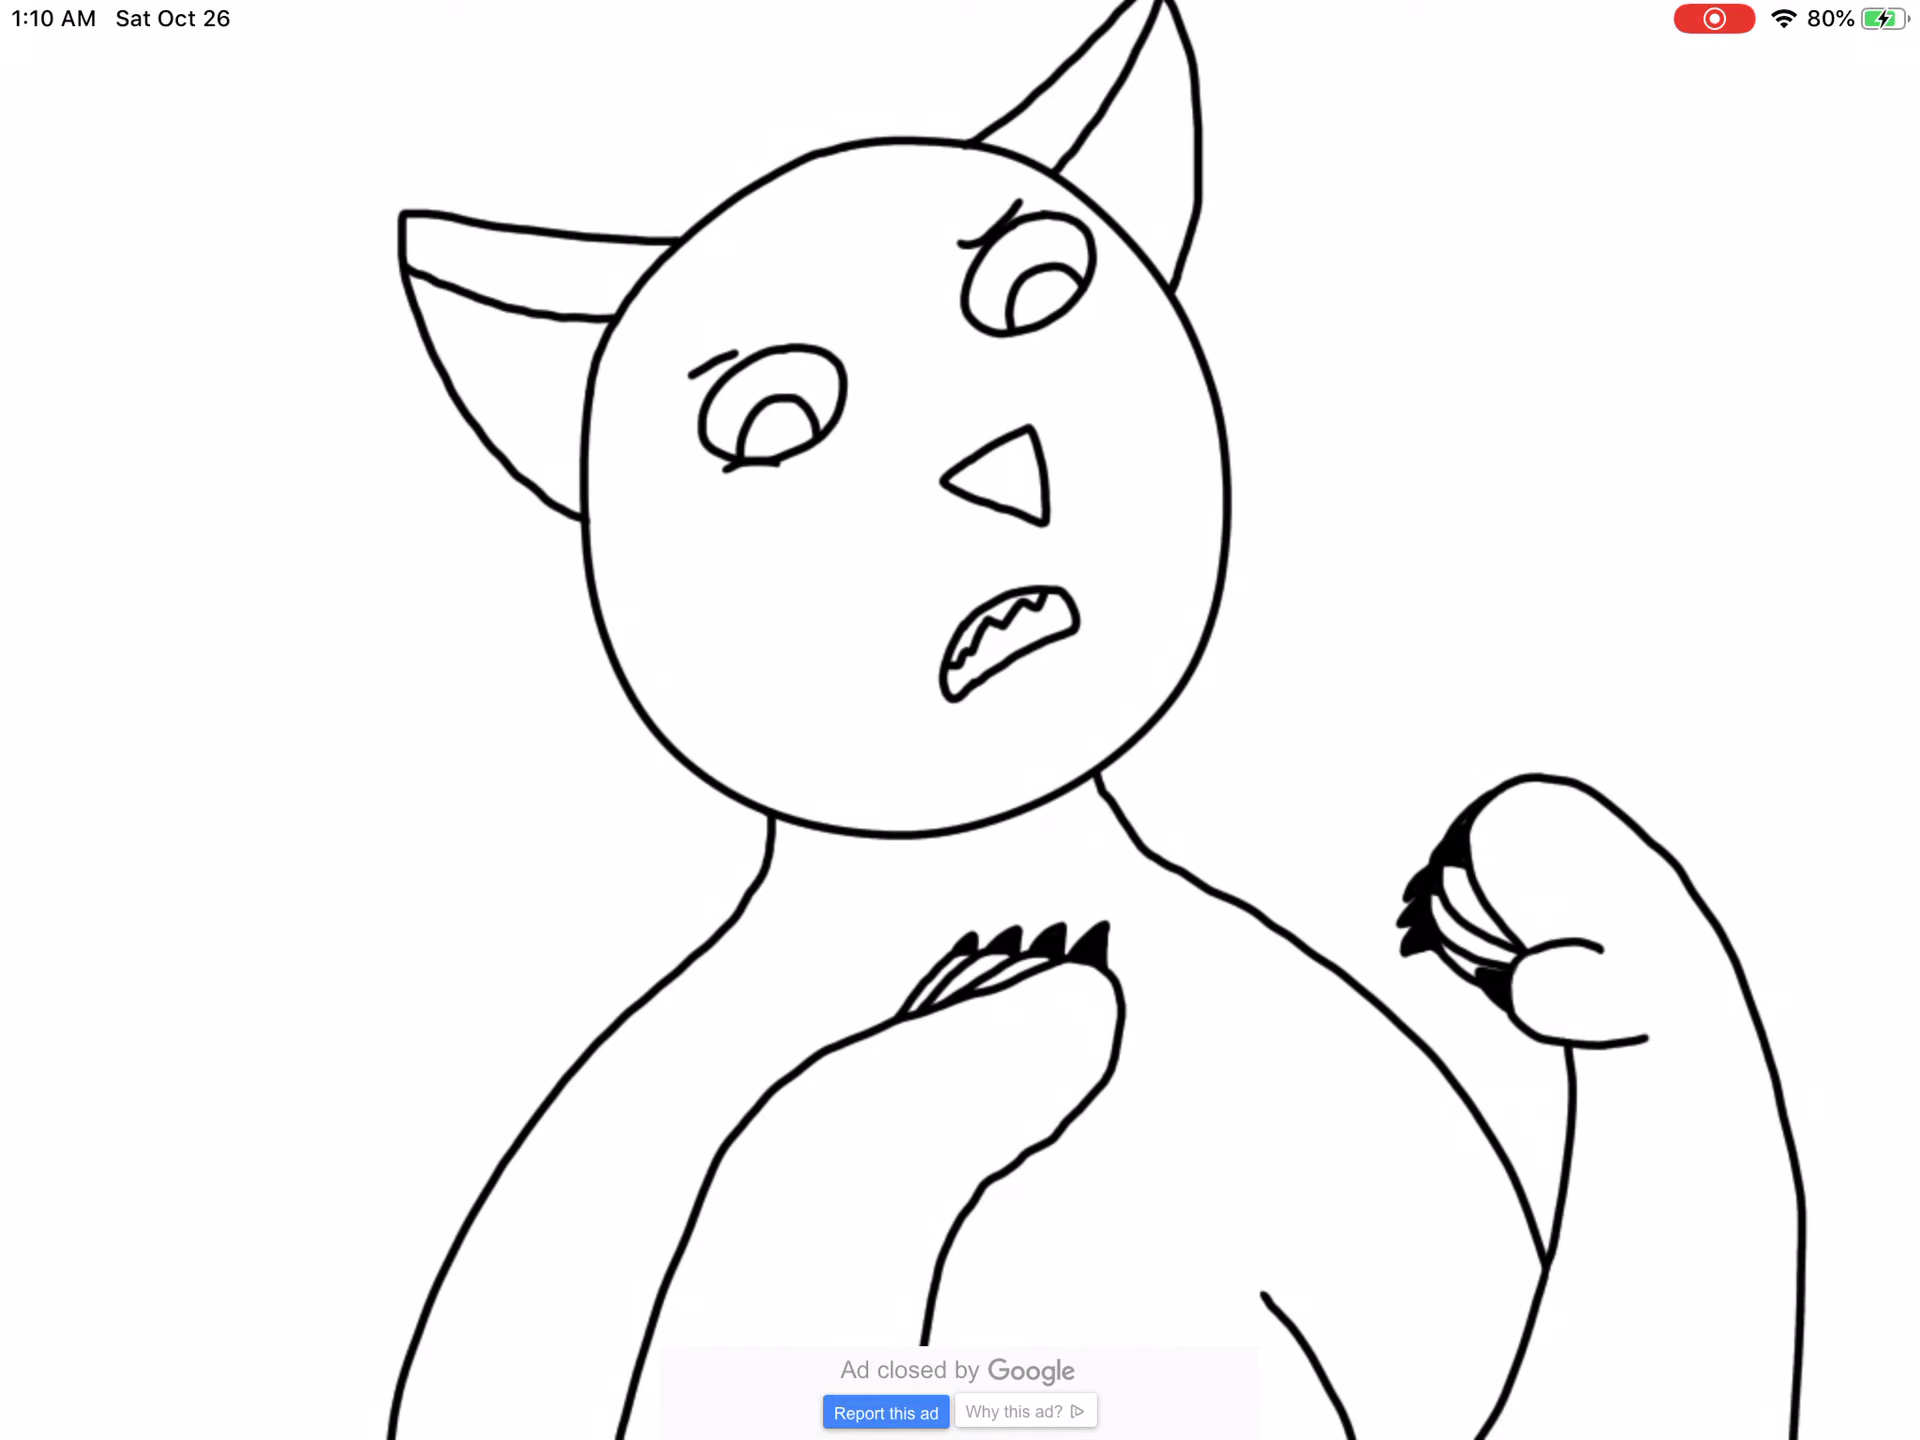 1:10 AM Sat Oct 26
80%
Ad closed by Google
Report this ad
Why this ad?